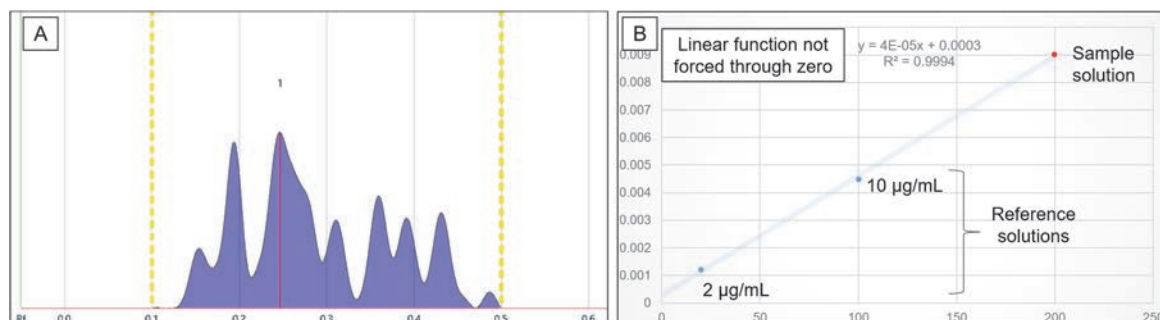 A
1
Rf
0.0
0.1
0.2
0.3
0.4
0.5
0.6
B
Linear function not
forced through zero
y = 4E-05x + 0.0003
R² = 0.9994
Sample
solution
10 µg/mL
Reference
solutions
2 µg/mL
0.009
0.008
0.007
0.006
0.005
0.004
0.003
0.002
0.001
0
0
50
100
150
200
250